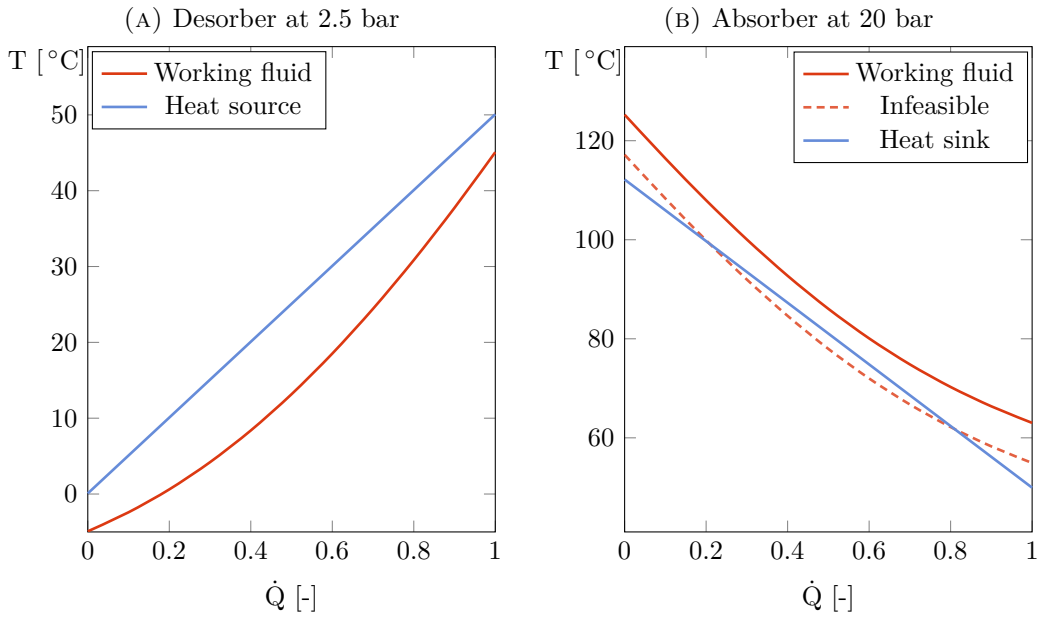 (A) Desorber at 2.5 bar
T [ °C]
Working fluid
Heat source
50
40
30
20
10
0
0 0.2 0.4 0.6 0.8 1
Q̇ [-]
(B) Absorber at 20 bar
T [ °C]
Working fluid
Infeasible
Heat sink
120
100
80
60
0 0.2 0.4 0.6 0.8 1
Q̇ [-]